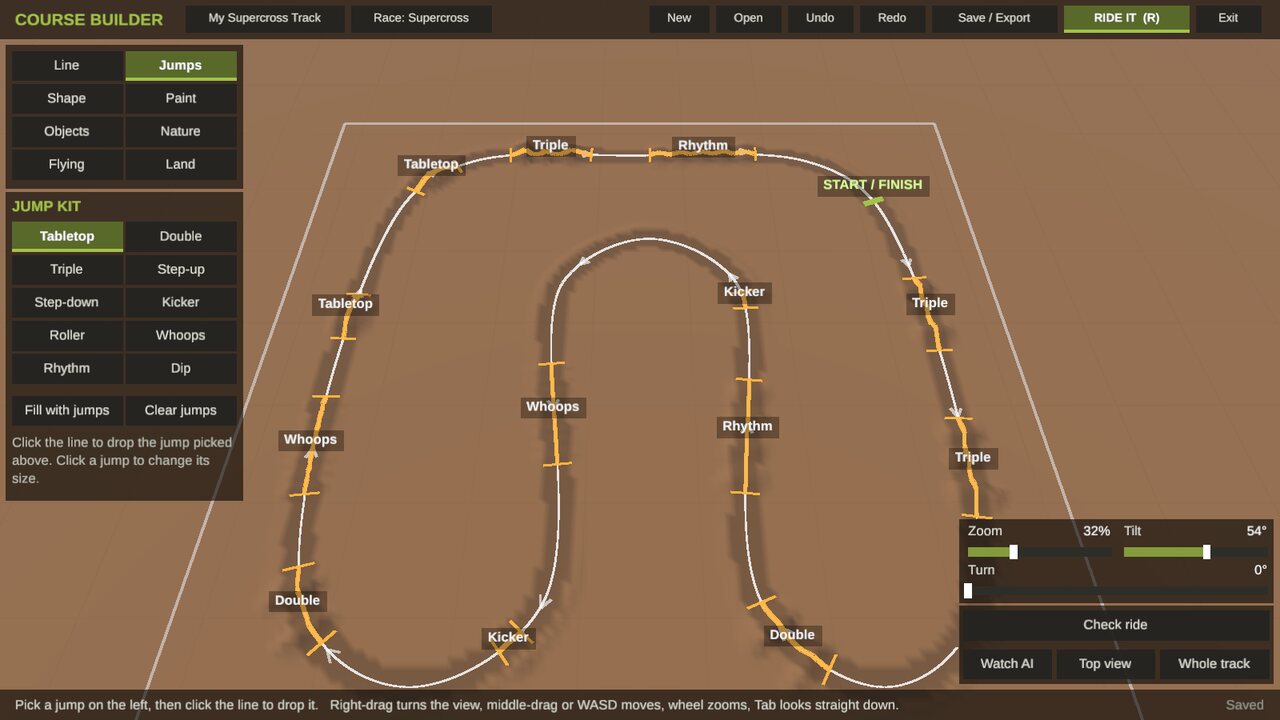 COURSE BUILDER
My Supercross Track
Race: Supercross
New
Open
Undo
Redo
Save / Export
RIDE IT  (R)
Exit
Line
Jumps
Shape
Paint
Objects
Nature
Flying
Land
JUMP KIT
Tabletop
Double
Triple
Step-up
Step-down
Kicker
Roller
Whoops
Rhythm
Dip
Fill with jumps
Clear jumps
Click the line to drop the jump picked
above. Click a jump to change its
size.
Triple
Rhythm
Tabletop
START / FINISH
Kicker
Tabletop
Triple
Whoops
Rhythm
Whoops
Triple
Double
Double
Kicker
Zoom
32%
Tilt
54°
Turn
0°
Check ride
Watch AI
Top view
Whole track
Pick a jump on the left, then click the line to drop it.   Right-drag turns the view, middle-drag or WASD moves, wheel zooms, Tab looks straight down.
Saved